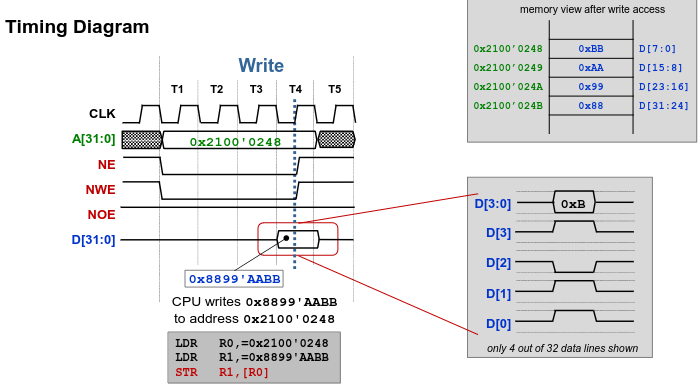 Timing Diagram
Write
T1 T2 T3 T4 T5
CLK
A[31:0] 0x2100'0248
NE
NWE
NOE
D[31:0]
0x8899'AABB
CPU writes 0x8899'AABB
to address 0x2100'0248
LDR R0,=0x2100'0248
LDR R1,=0x8899'AABB
STR R1,[R0]
memory view after write access
0x2100'0248 0xBB D[7:0]
0x2100'0249 0xAA D[15:8]
0x2100'024A 0x99 D[23:16]
0x2100'024B 0x88 D[31:24]
D[3:0] 0xB
D[3]
D[2]
D[1]
D[0]
only 4 out of 32 data lines shown